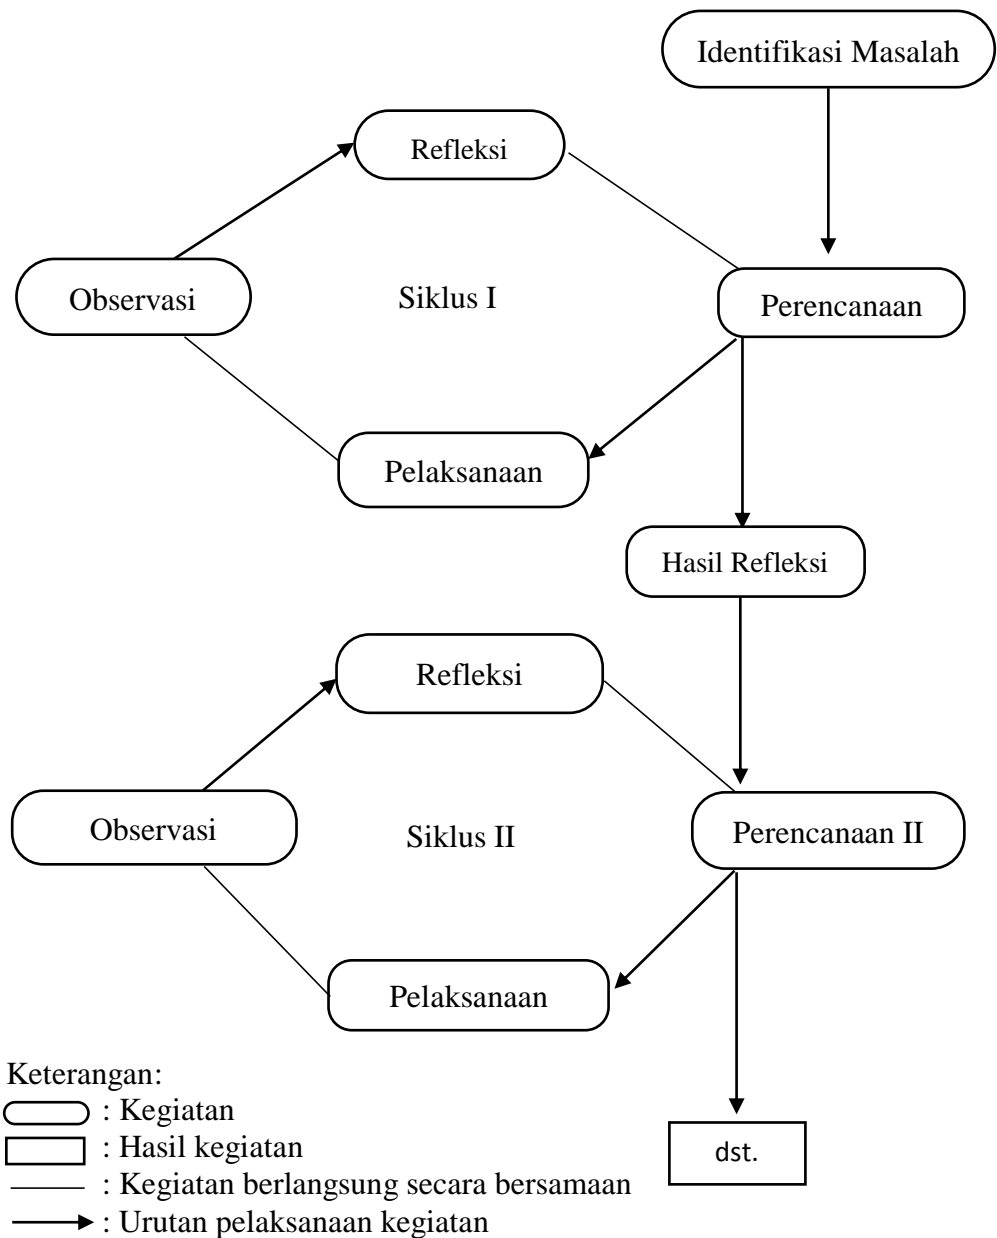 Identifikasi Masalah
Refleksi
Observasi
Siklus I
Perencanaan
Pelaksanaan
Hasil Refleksi
Refleksi
Observasi
Siklus II
Perencanaan II
Pelaksanaan
dst.
Keterangan:
: Kegiatan
: Hasil kegiatan
: Kegiatan berlangsung secara bersamaan
: Urutan pelaksanaan kegiatan